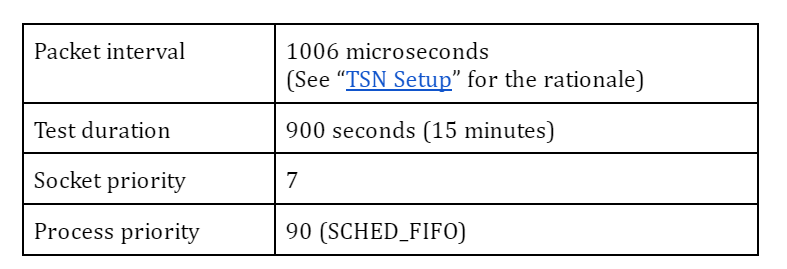 Packet interval
1006 microseconds
(See “TSN Setup” for the rationale)
Test duration
900 seconds (15 minutes)
Socket priority
7
Process priority
90 (SCHED_FIFO)